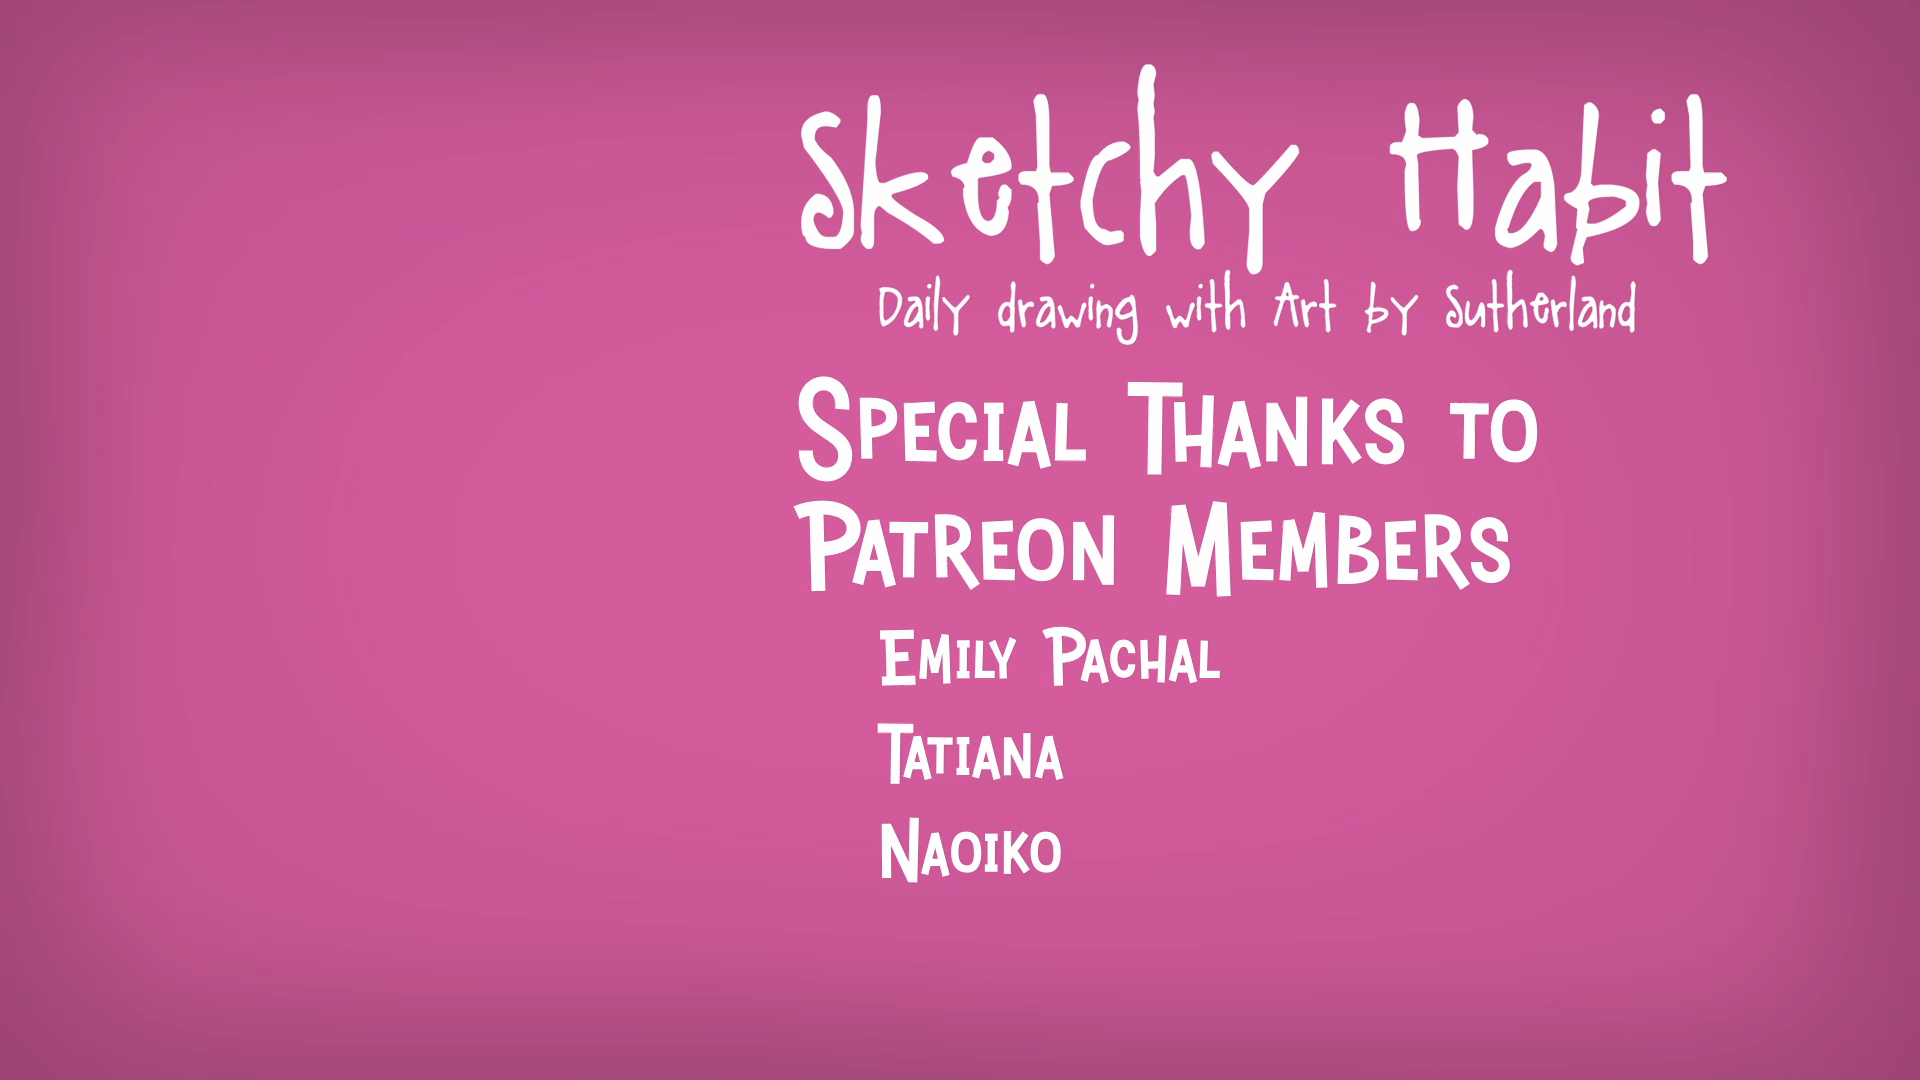 Sketchy Habit
Daily drawing with Art by Sutherland
Special Thanks to
Patreon Members
Emily Pachal
Tatiana
Naoiko